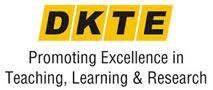 DKTE
Promoting Excellence in
Teaching, Learning & Research